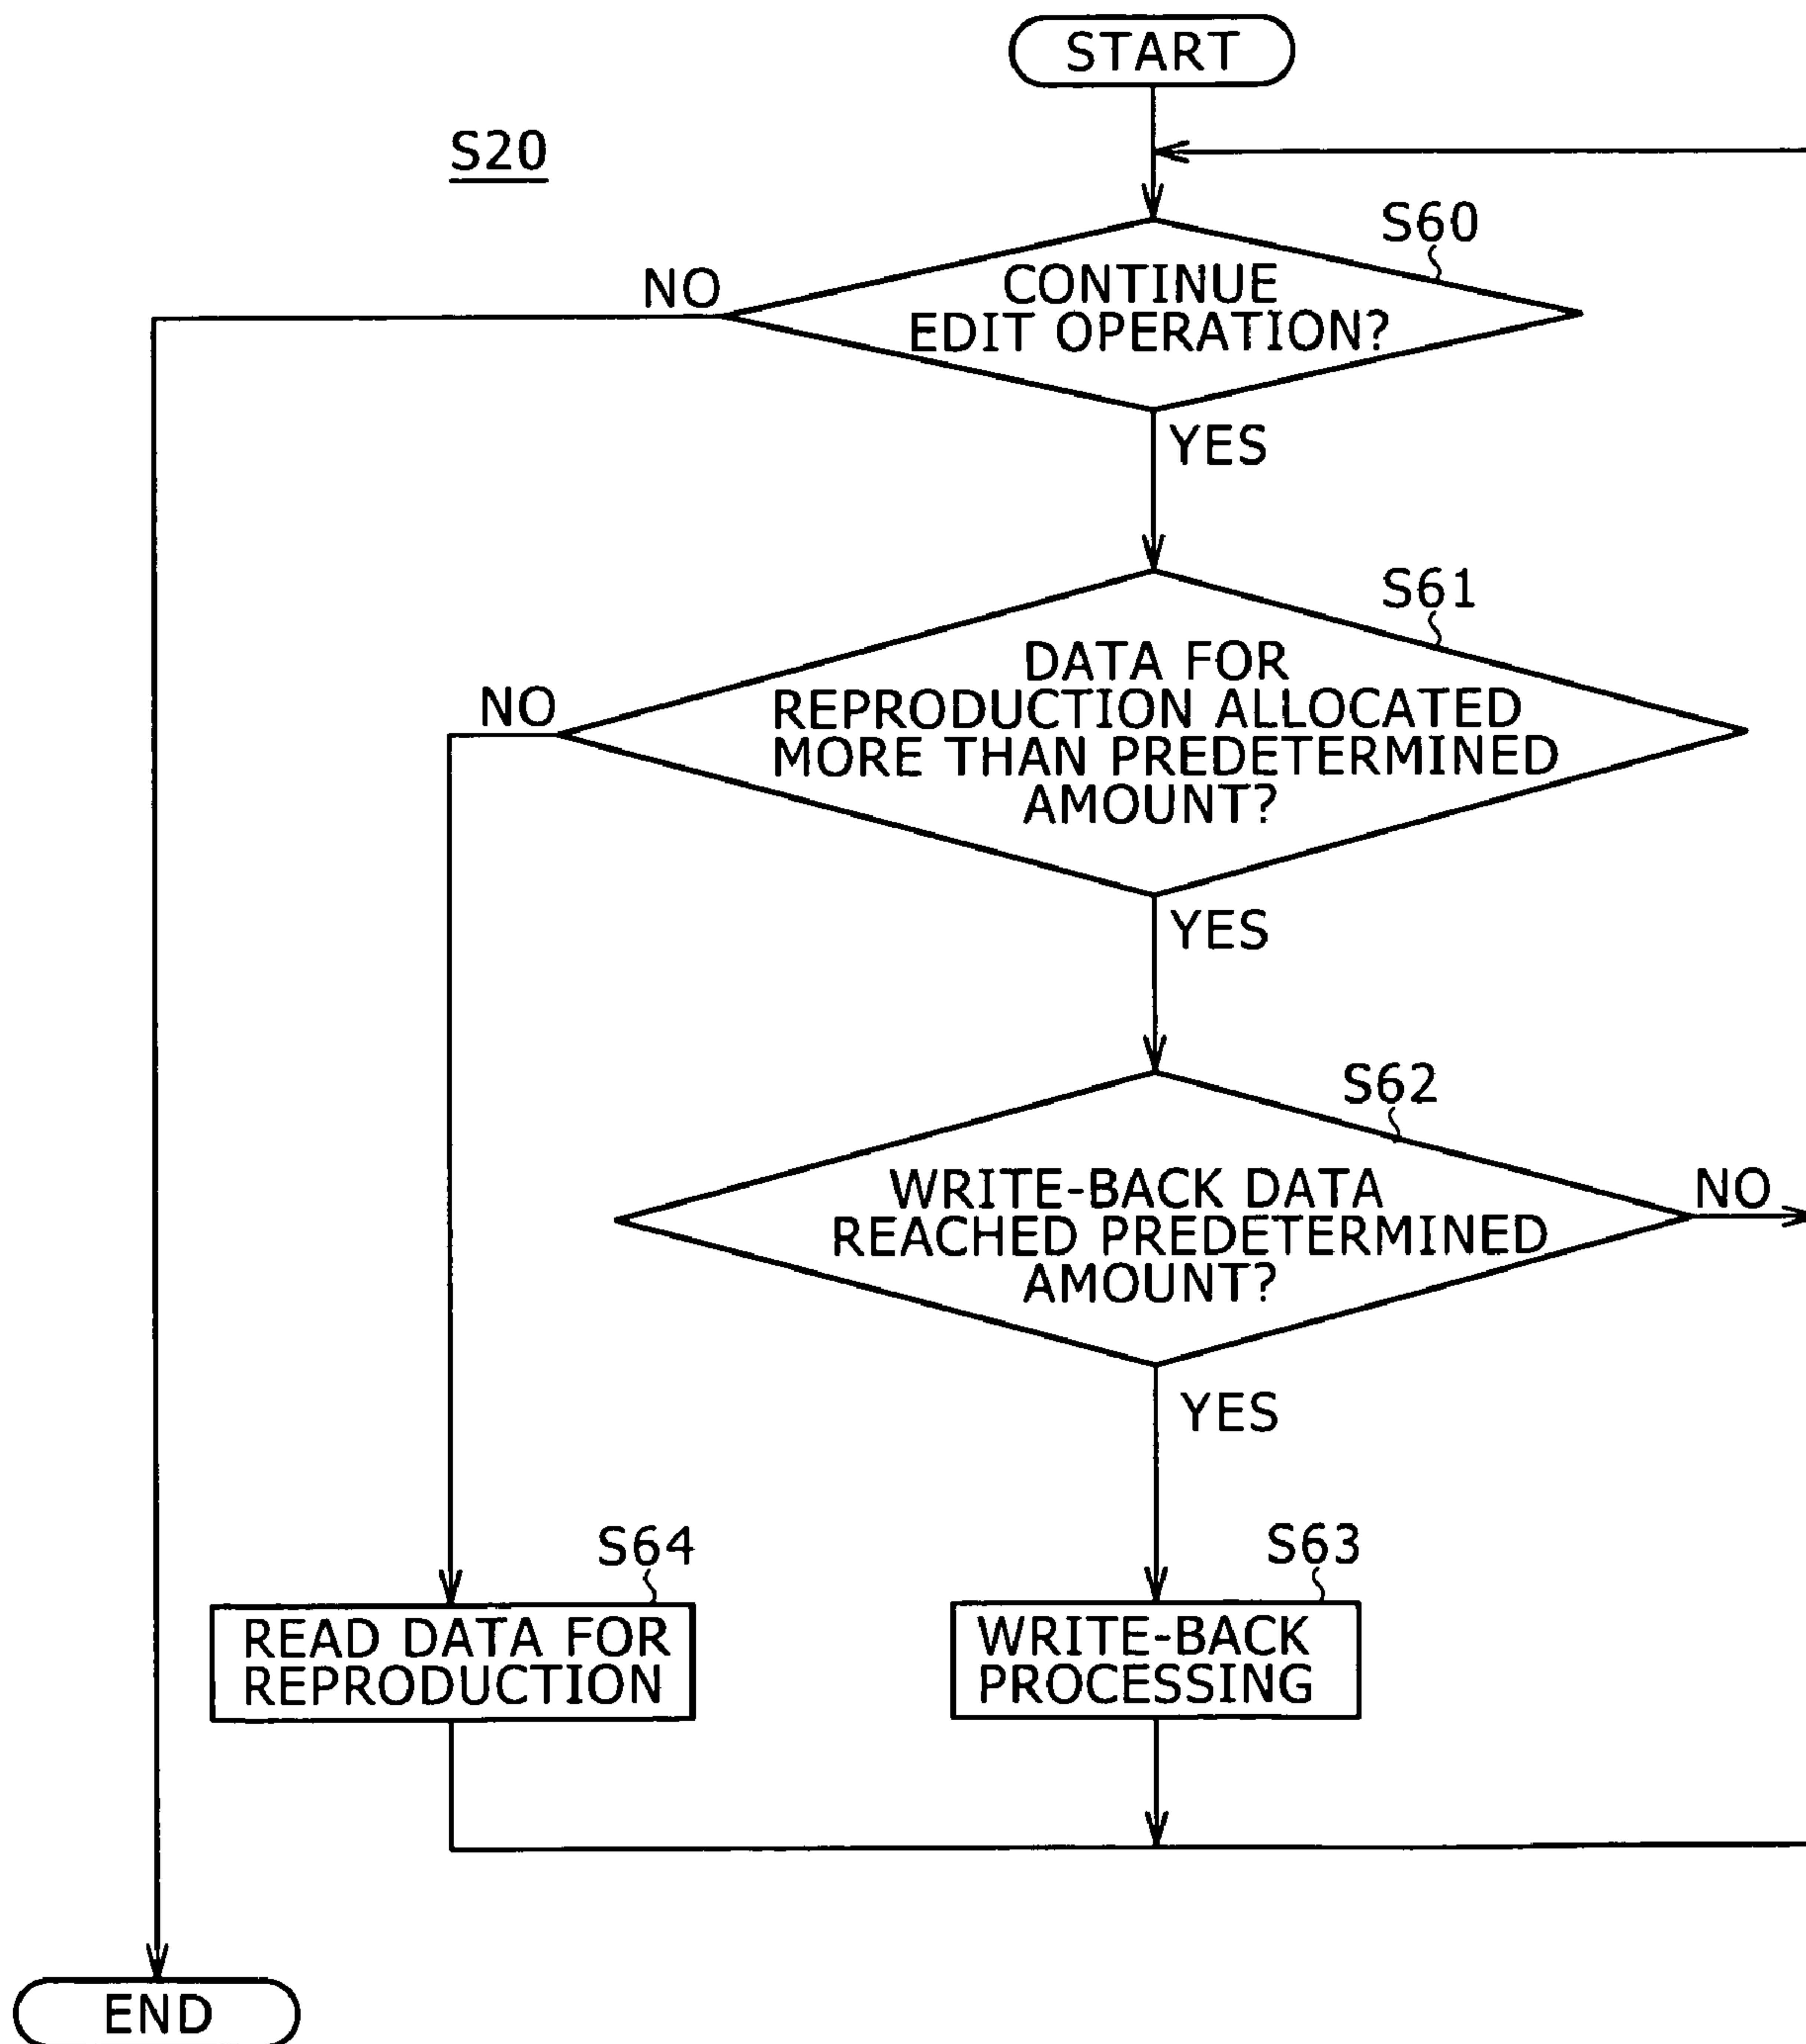 START
S20
S60
NO
CONTINUE
EDIT OPERATION?
YES
S61
NO
DATA FOR
REPRODUCTION ALLOCATED
MORE THAN PREDETERMINED
AMOUNT?
YES
S62
WRITE-BACK DATA
REACHED PREDETERMINED
AMOUNT?
NO
YES
S64
READ DATA FOR
REPRODUCTION
S63
WRITE-BACK
PROCESSING
END